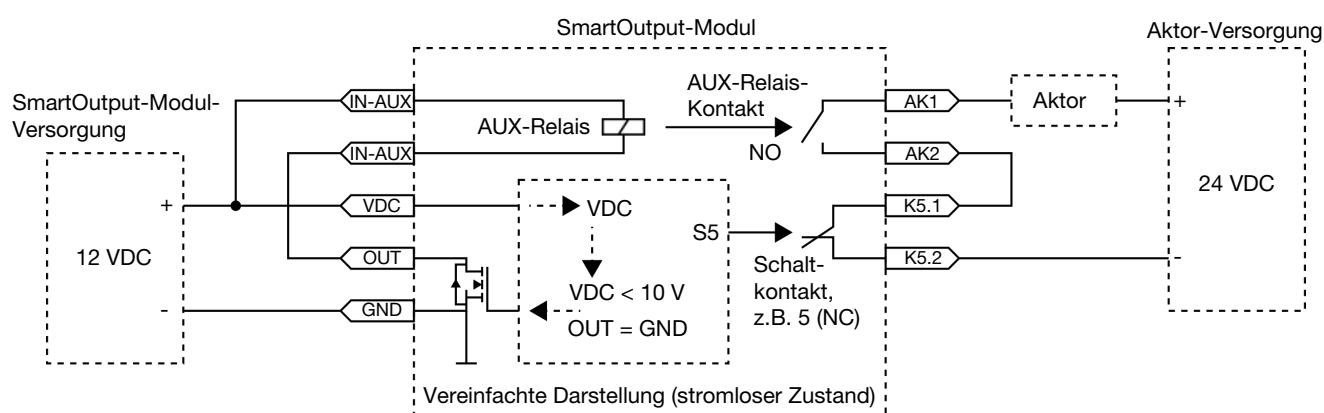 SmartOutput-Modul
Aktor-Versorgung
SmartOutput-Modul-
Versorgung
12 VDC
+
-
IN-AUX
IN-AUX
VDC
OUT
GND
AUX-Relais
AUX-Relais-
Kontakt
NO
VDC
VDC < 10 V
OUT = GND
S5
Schalt-
kontakt,
z.B. 5 (NC)
AK1
AK2
K5.1
K5.2
Aktor
+
24 VDC
-
Vereinfachte Darstellung (stromloser Zustand)